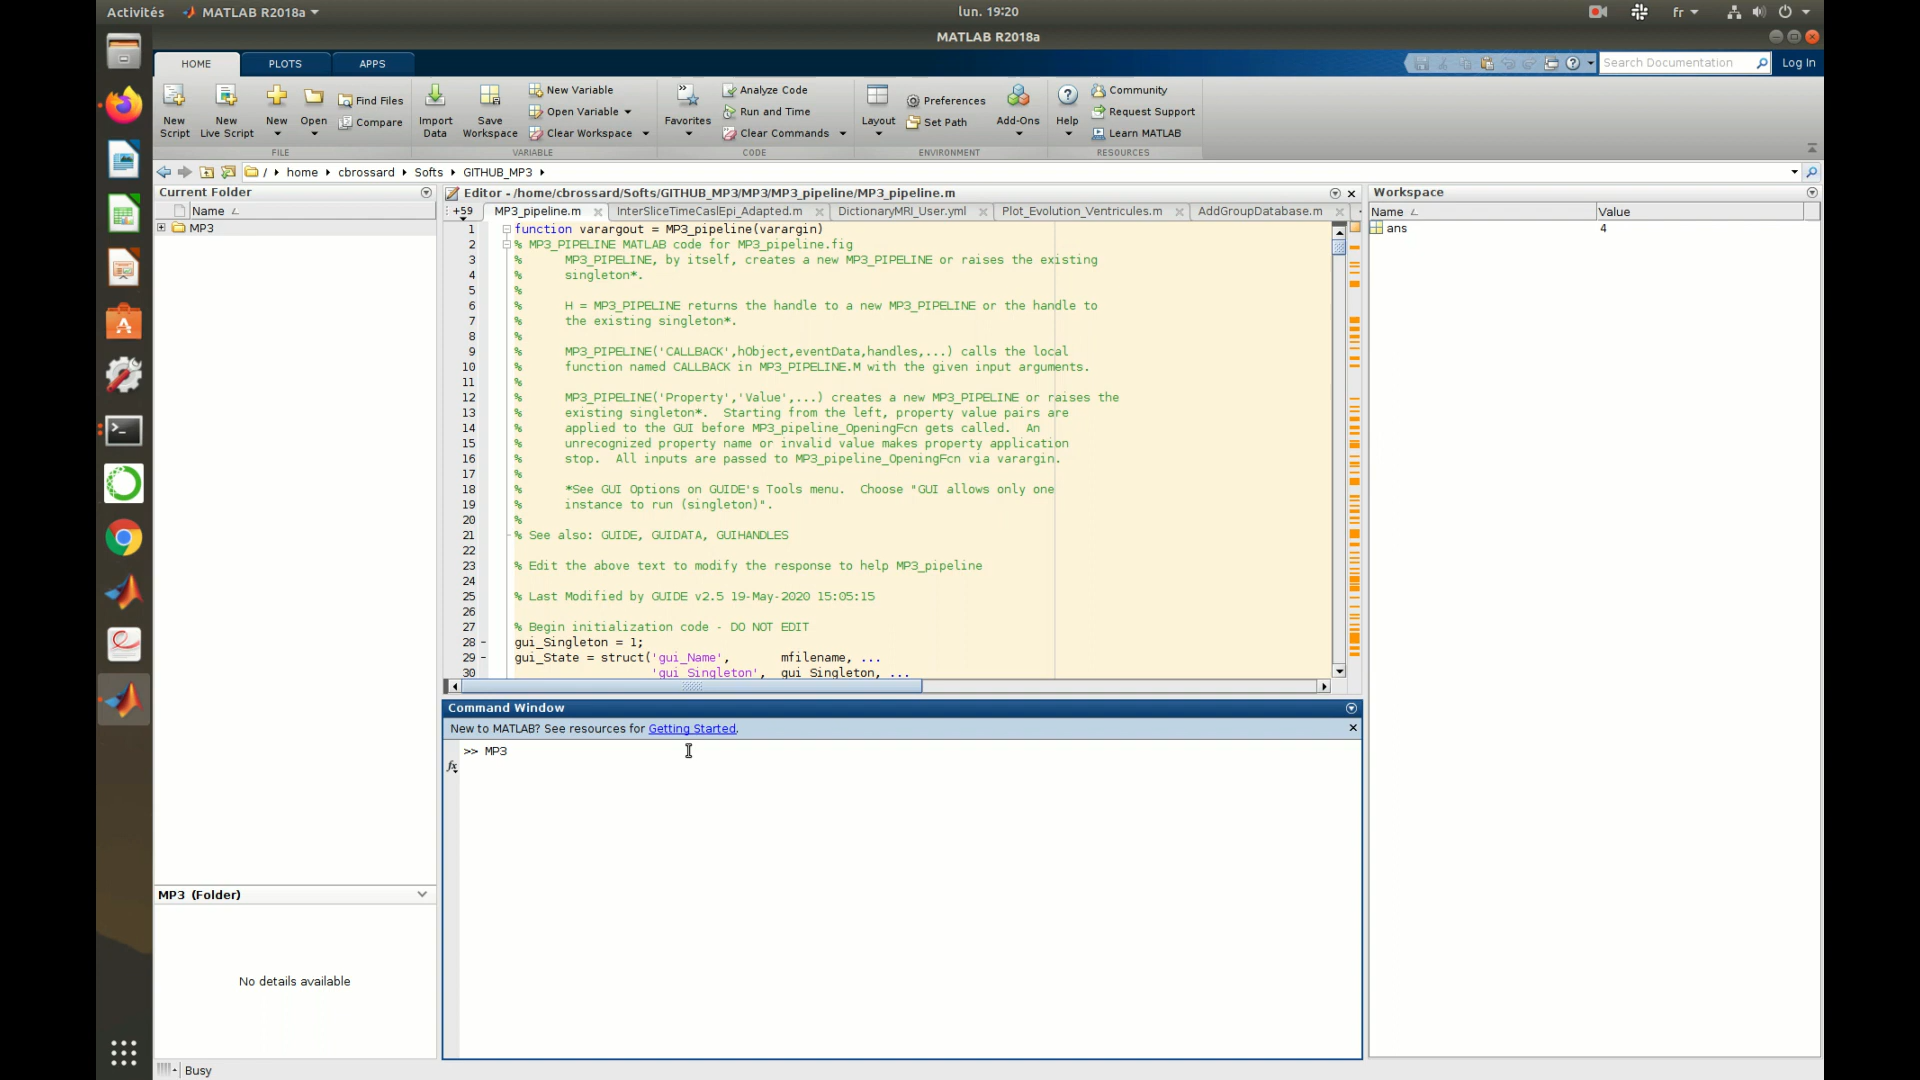 Activités
MATLAB R2018a
lun. 19:20
fr
MATLAB R2018a
HOME
PLOTS
APPS
Search Documentation
Log In
New Script
New Live Script
New
Open
Find Files
Compare
Import Data
Save Workspace
New Variable
Open Variable
Clear Workspace
Favorites
Analyze Code
Run and Time
Clear Commands
Layout
Preferences
Set Path
Add-Ons
Help
Community
Request Support
Learn MATLAB
FILE
VARIABLE
CODE
ENVIRONMENT
RESOURCES
/ home cbrossard Softs GITHUB_MP3
Current Folder
Name
MP3
Editor - /home/cbrossard/Softs/GITHUB_MP3/MP3/MP3_pipeline/MP3_pipeline.m
+59 MP3_pipeline.m InterSliceTimeCaslEpi_Adapted.m DictionaryMRI_User.yml Plot_Evolution_Ventricules.m AddGroupDatabase.m
1 function varargout = MP3_pipeline(varargin)
2 % MP3_PIPELINE MATLAB code for MP3_pipeline.fig
3 % MP3_PIPELINE, by itself, creates a new MP3_PIPELINE or raises the existing
4 % singleton*.
5 %
6 % H = MP3_PIPELINE returns the handle to a new MP3_PIPELINE or the handle to
7 % the existing singleton*.
8 %
9 % MP3_PIPELINE('CALLBACK',hObject,eventData,handles,...) calls the local
10 % function named CALLBACK in MP3_PIPELINE.M with the given input arguments.
11 %
12 % MP3_PIPELINE('Property','Value',...) creates a new MP3_PIPELINE or raises the
13 % existing singleton*. Starting from the left, property value pairs are
14 % applied to the GUI before MP3_pipeline_OpeningFcn gets called. An
15 % unrecognized property name or invalid value makes property application
16 % stop. All inputs are passed to MP3_pipeline_OpeningFcn via varargin.
17 %
18 % *See GUI Options on GUIDE's Tools menu. Choose "GUI allows only one
19 % instance to run (singleton)".
20 %
21 % See also: GUIDE, GUIDATA, GUIHANDLES
22
23 % Edit the above text to modify the response to help MP3_pipeline
24
25 % Last Modified by GUIDE v2.5 19-May-2020 15:05:15
26
27 % Begin initialization code - DO NOT EDIT
28 - gui_Singleton = 1;
29 - gui_State = struct('gui_Name', mfilename, ...
30 'gui_Singleton', gui_Singleton, ...
Workspace
Name Value
ans 4
Command Window
New to MATLAB? See resources for Getting Started.
>> MP3
fx
MP3 (Folder)
No details available
Busy